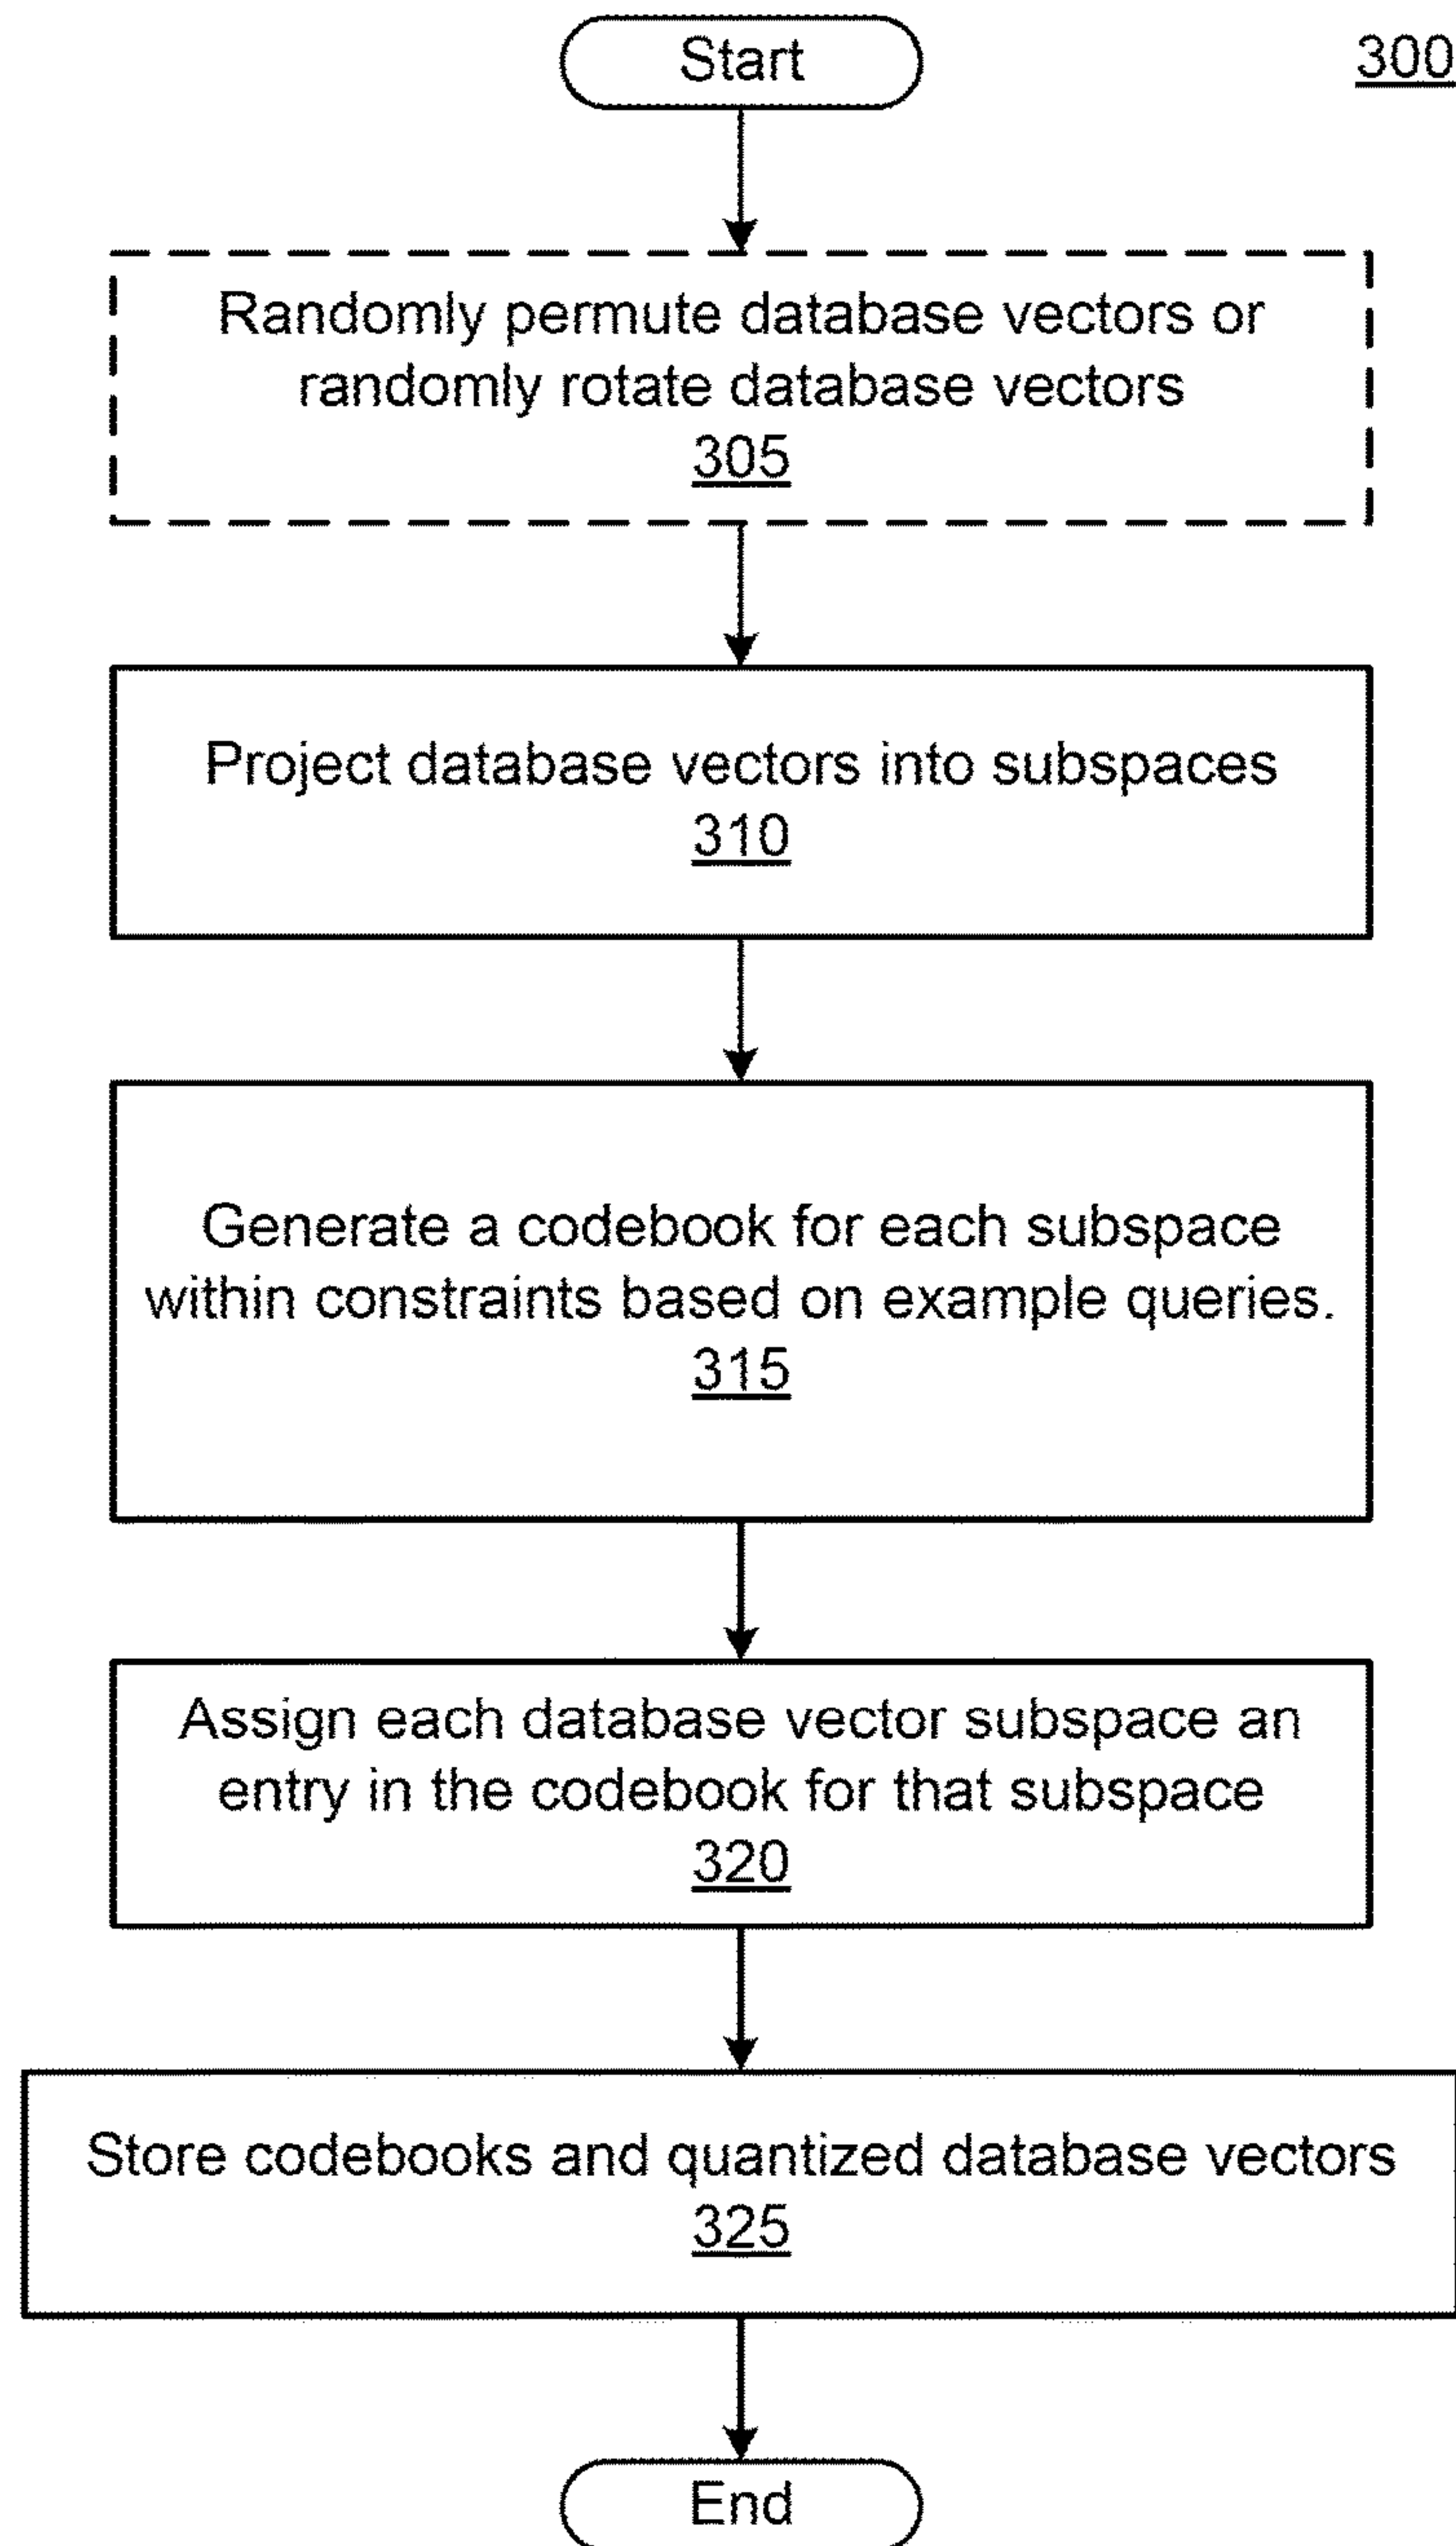 Start
300
Randomly permute database vectors or
randomly rotate database vectors
305
Project database vectors into subspaces
310
Generate a codebook for each subspace
within constraints based on example queries.
315
Assign each database vector subspace an
entry in the codebook for that subspace
320
Store codebooks and quantized database vectors
325
End